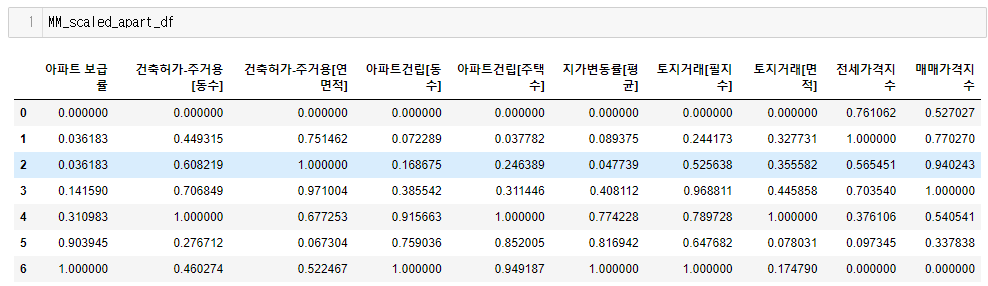 1 MM_scaled_apart_df
아파트 보급 건축허가-주거용 건축허가-주거용[연 아파트건립[동 아파트건립[주택 지가변동률[평 토지거래[필지 토지거래[면 전세가격지 매매가격지
률 [동수] 면적] 수] 수] 균] 수] 적] 수 수
0 0.000000 0.000000 0.000000 0.000000 0.000000 0.000000 0.000000 0.000000 0.761062 0.527027
1 0.036183 0.449315 0.751462 0.072289 0.037782 0.089375 0.244173 0.327731 1.000000 0.770270
2 0.036183 0.608219 1.000000 0.168675 0.246389 0.047739 0.525638 0.355582 0.565451 0.940243
3 0.141590 0.706849 0.971004 0.385542 0.311446 0.408112 0.968811 0.445858 0.703540 1.000000
4 0.310983 1.000000 0.677253 0.915663 1.000000 0.774228 0.789728 1.000000 0.376106 0.540541
5 0.903945 0.276712 0.067304 0.759036 0.852005 0.816942 0.647682 0.078031 0.097345 0.337838
6 1.000000 0.460274 0.522467 1.000000 0.949187 1.000000 1.000000 0.174790 0.000000 0.000000